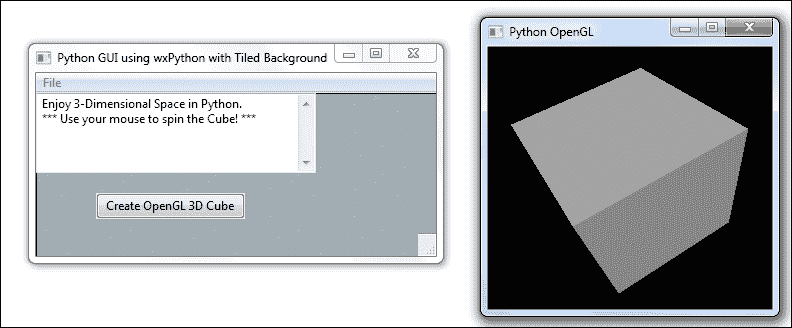 Python GUI using wxPython with Tiled Background
File
Enjoy 3-Dimensional Space in Python.
*** Use your mouse to spin the Cube! ***
Create OpenGL 3D Cube
Python OpenGL